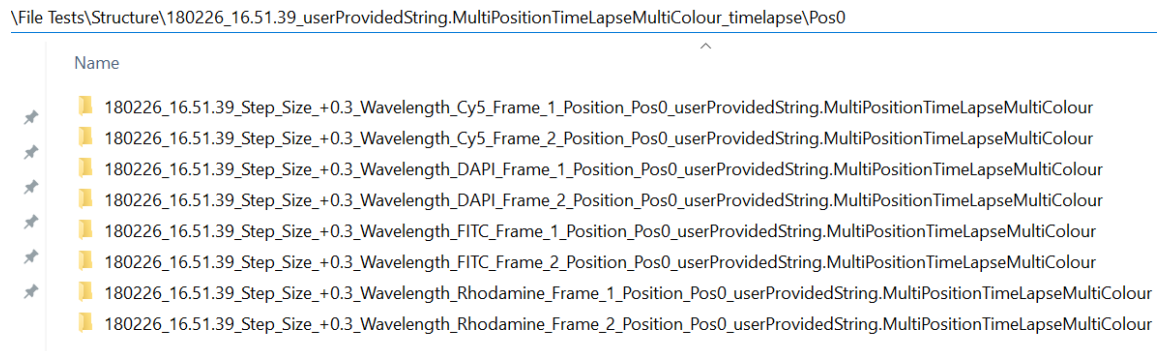 \File Tests\Structure\180226_16.51.39_userProvidedString.MultiPositionTimeLapseMultiColour_timelapse\Pos0
Name
180226_16.51.39_Step_Size_+0.3_Wavelength_Cy5_Frame_1_Position_Pos0_userProvidedString.MultiPositionTimeLapseMultiColour
180226_16.51.39_Step_Size_+0.3_Wavelength_Cy5_Frame_2_Position_Pos0_userProvidedString.MultiPositionTimeLapseMultiColour
180226_16.51.39_Step_Size_+0.3_Wavelength_DAPI_Frame_1_Position_Pos0_userProvidedString.MultiPositionTimeLapseMultiColour
180226_16.51.39_Step_Size_+0.3_Wavelength_DAPI_Frame_2_Position_Pos0_userProvidedString.MultiPositionTimeLapseMultiColour
180226_16.51.39_Step_Size_+0.3_Wavelength_FITC_Frame_1_Position_Pos0_userProvidedString.MultiPositionTimeLapseMultiColour
180226_16.51.39_Step_Size_+0.3_Wavelength_FITC_Frame_2_Position_Pos0_userProvidedString.MultiPositionTimeLapseMultiColour
180226_16.51.39_Step_Size_+0.3_Wavelength_Rhodamine_Frame_1_Position_Pos0_userProvidedString.MultiPositionTimeLapseMultiColour
180226_16.51.39_Step_Size_+0.3_Wavelength_Rhodamine_Frame_2_Position_Pos0_userProvidedString.MultiPositionTimeLapseMultiColour